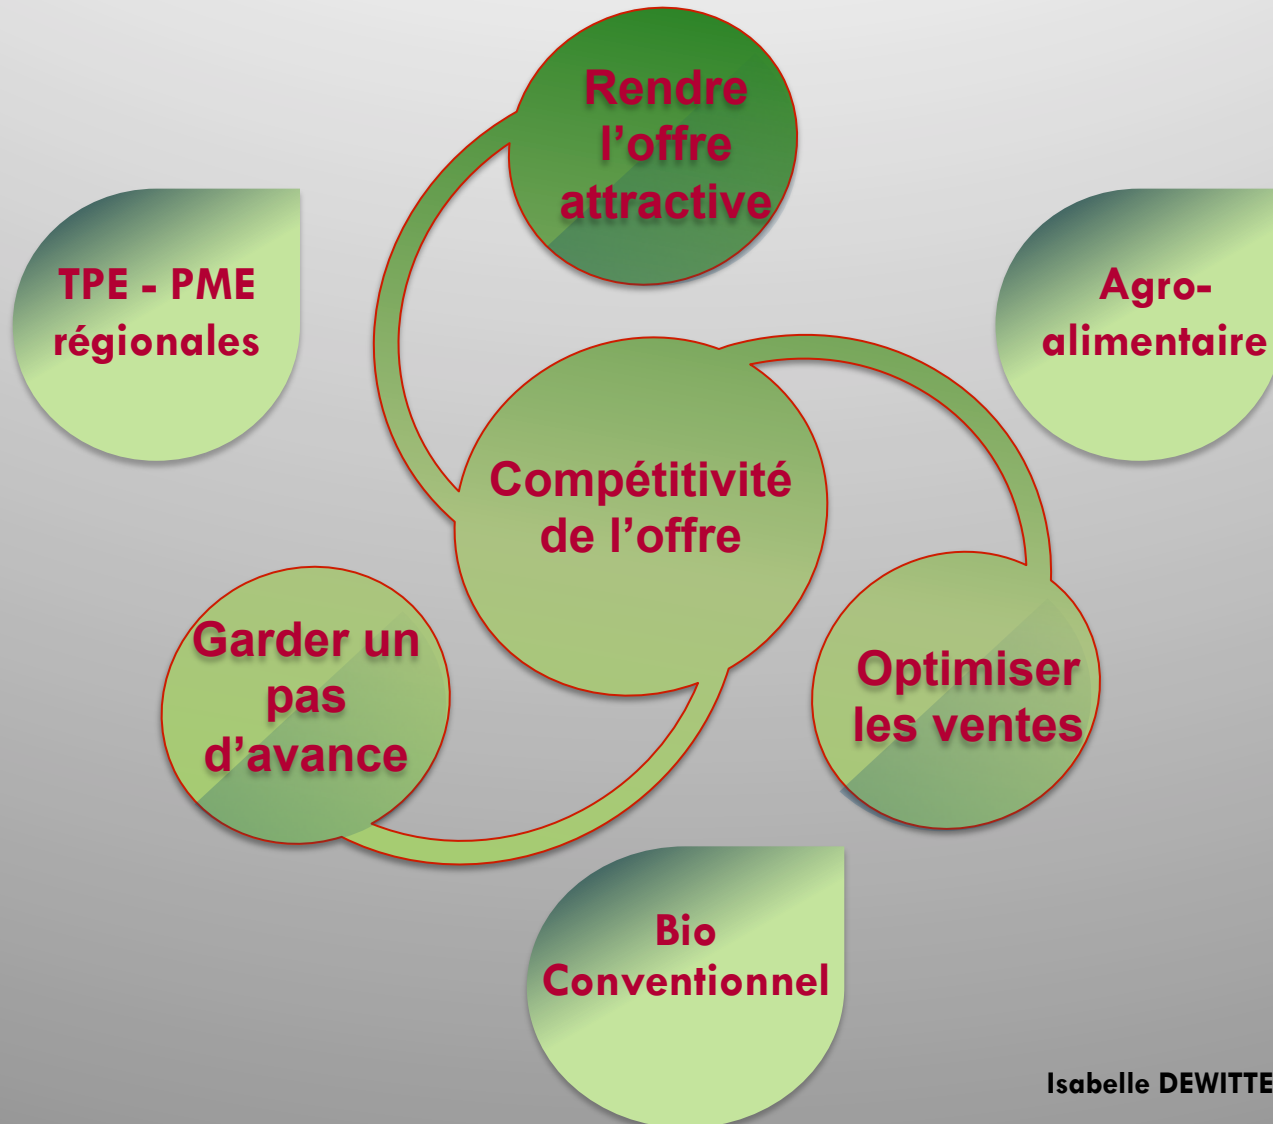 Rendre
l’offre
attractive
TPE - PME
régionales
Agro-
alimentaire
Compétitivité
de l’offre
Garder un
pas
d’avance
Optimiser
les ventes
Bio
Conventionnel
Isabelle DEWITTE